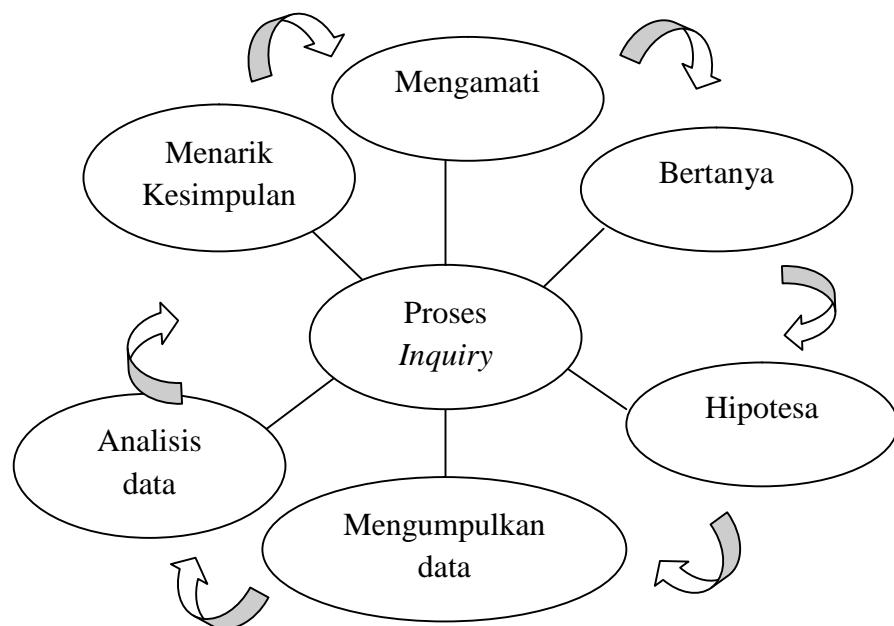 Mengamati
Bertanya
Hipotesa
Mengumpulkan
data
Analisis
data
Menarik
Kesimpulan
Proses
Inquiry